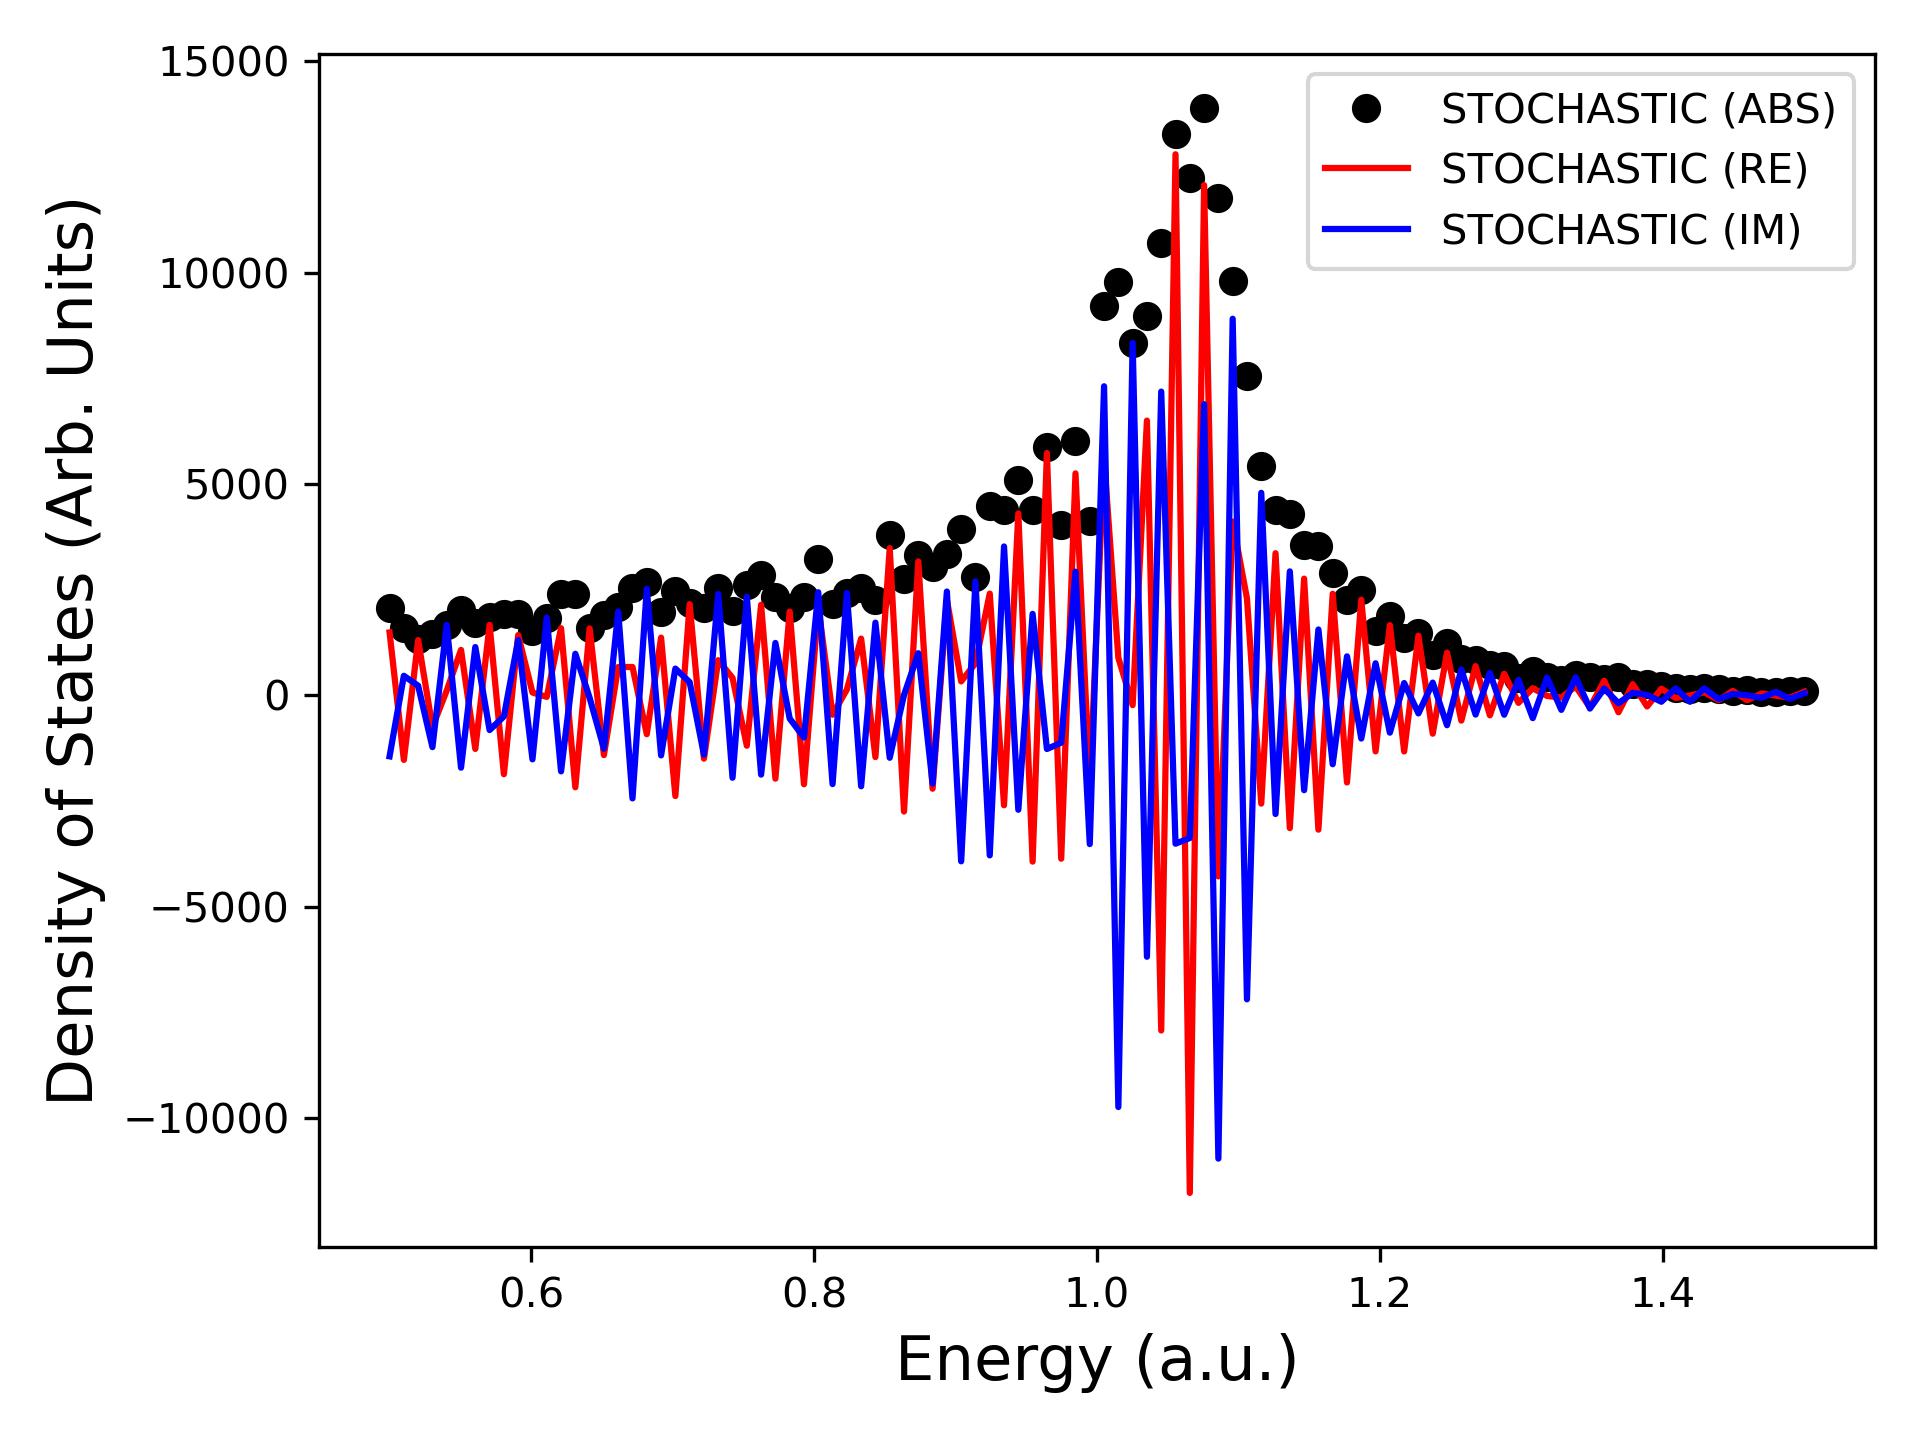 15000
10000
5000
0
−5000
−10000
Density of States (Arb. Units)
STOCHASTIC (ABS)
STOCHASTIC (RE)
STOCHASTIC (IM)
0.6 0.8 1.0 1.2 1.4
Energy (a.u.)